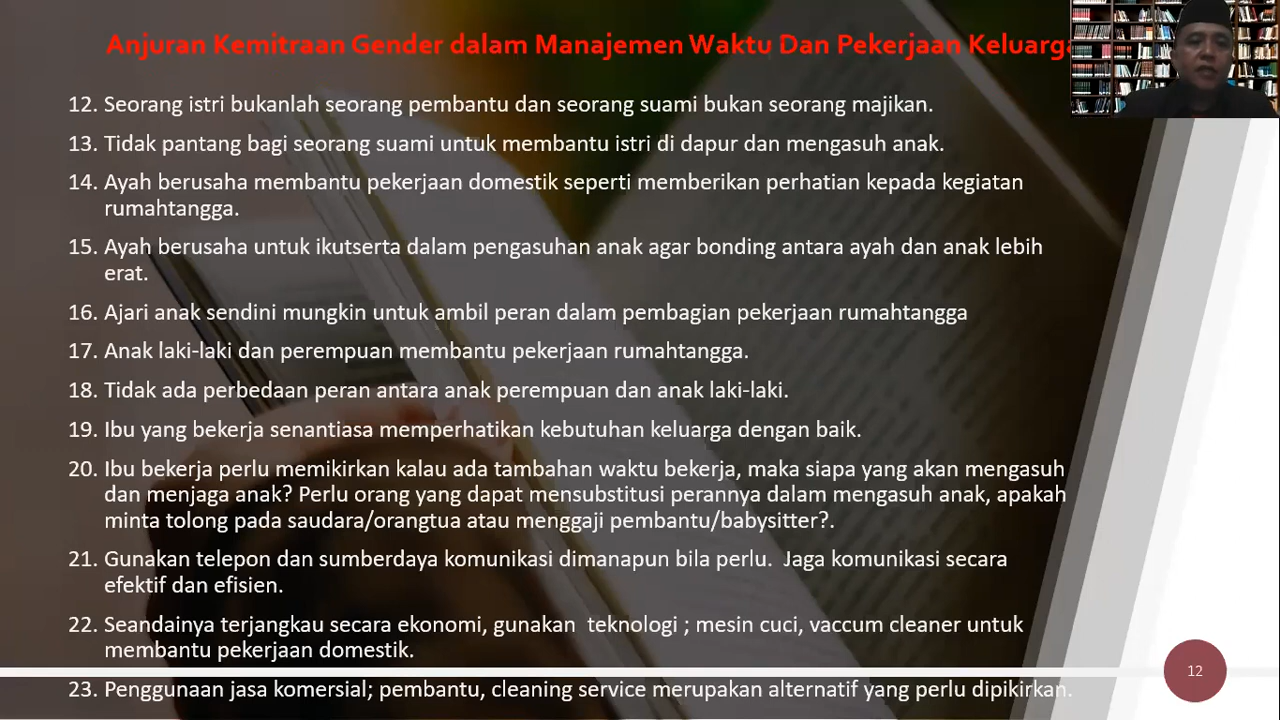 Anjuran Kemitraan Gender dalam Manajemen Waktu Dan Pekerjaan Keluarga
12. Seorang istri bukanlah seorang pembantu dan seorang suami bukan seorang majikan.
13. Tidak pantang bagi seorang suami untuk membantu istri di dapur dan mengasuh anak.
14. Ayah berusaha membantu pekerjaan domestik seperti memberikan perhatian kepada kegiatan
rumahtangga.
15. Ayah berusaha untuk ikutserta dalam pengasuhan anak agar bonding antara ayah dan anak lebih
erat.
16. Ajari anak sendini mungkin untuk ambil peran dalam pembagian pekerjaan rumahtangga
17. Anak laki-laki dan perempuan membantu pekerjaan rumahtangga.
18. Tidak ada perbedaan peran antara anak perempuan dan anak laki-laki.
19. Ibu yang bekerja senantiasa memperhatikan kebutuhan keluarga dengan baik.
20. Ibu bekerja perlu memikirkan kalau ada tambahan waktu bekerja, maka siapa yang akan mengasuh
dan menjaga anak? Perlu orang yang dapat mensubstitusi perannya dalam mengasuh anak, apakah
minta tolong pada saudara/orangtua atau menggaji pembantu/babysitter?.
21. Gunakan telepon dan sumberdaya komunikasi dimanapun bila perlu.  Jaga komunikasi secara
efektif dan efisien.
22. Seandainya terjangkau secara ekonomi, gunakan  teknologi ; mesin cuci, vaccum cleaner untuk
membantu pekerjaan domestik.
23. Penggunaan jasa komersial; pembantu, cleaning service merupakan alternatif yang perlu dipikirkan.
12